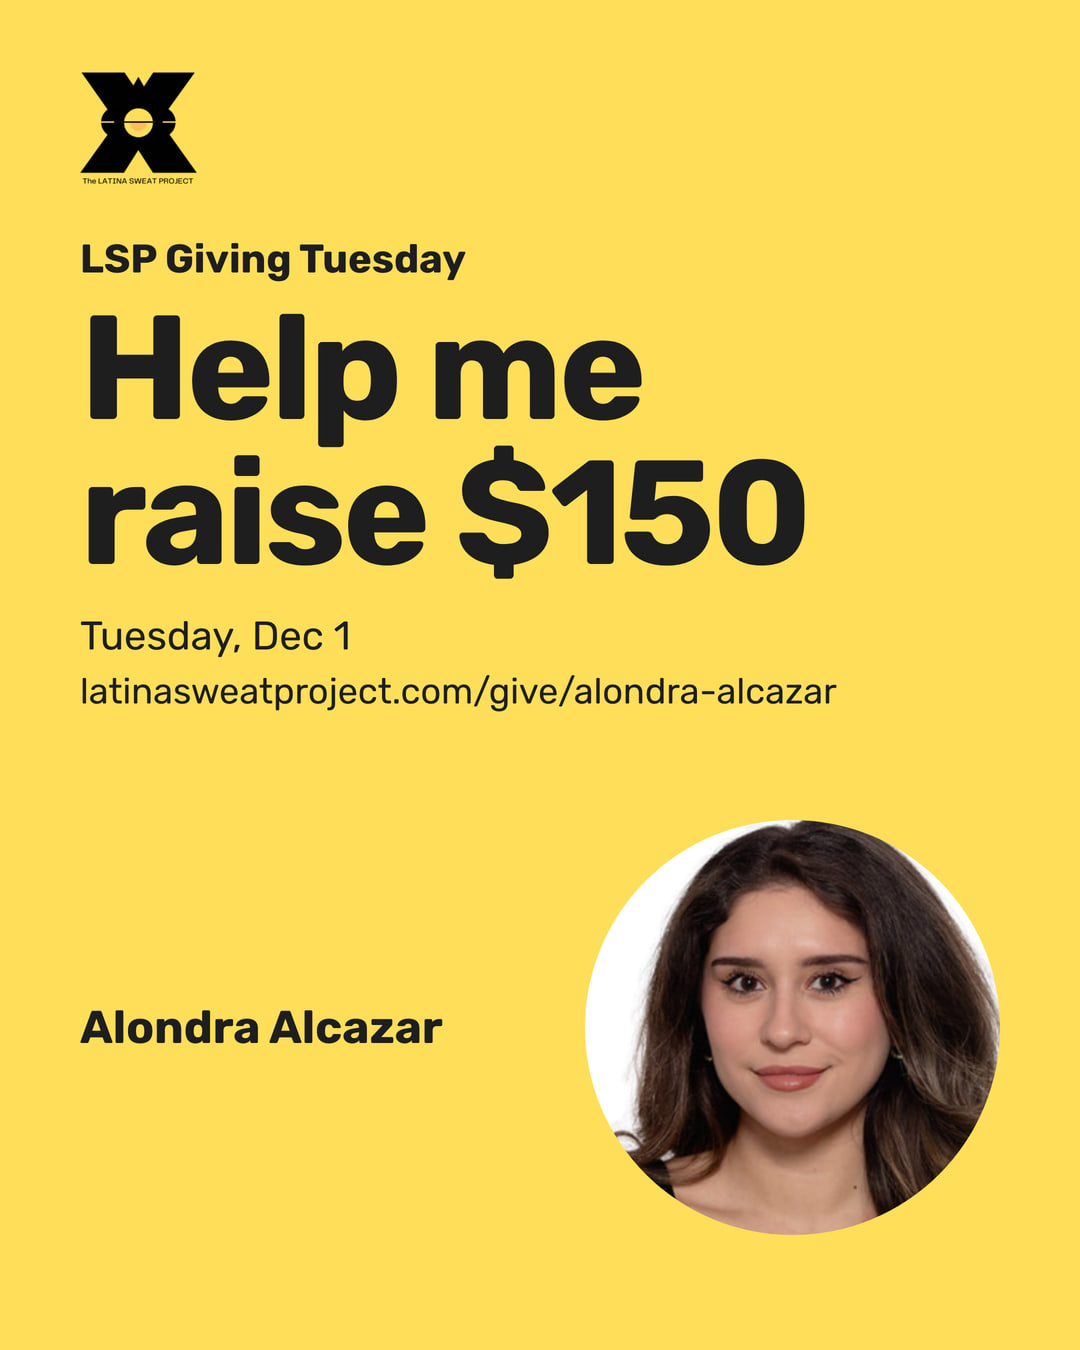 The LATINA SWEAT PROJECT
LSP Giving Tuesday
Help me
raise $150
Tuesday, Dec 1
latinasweatproject.com/give/alondra-alcazar
Alondra Alcazar